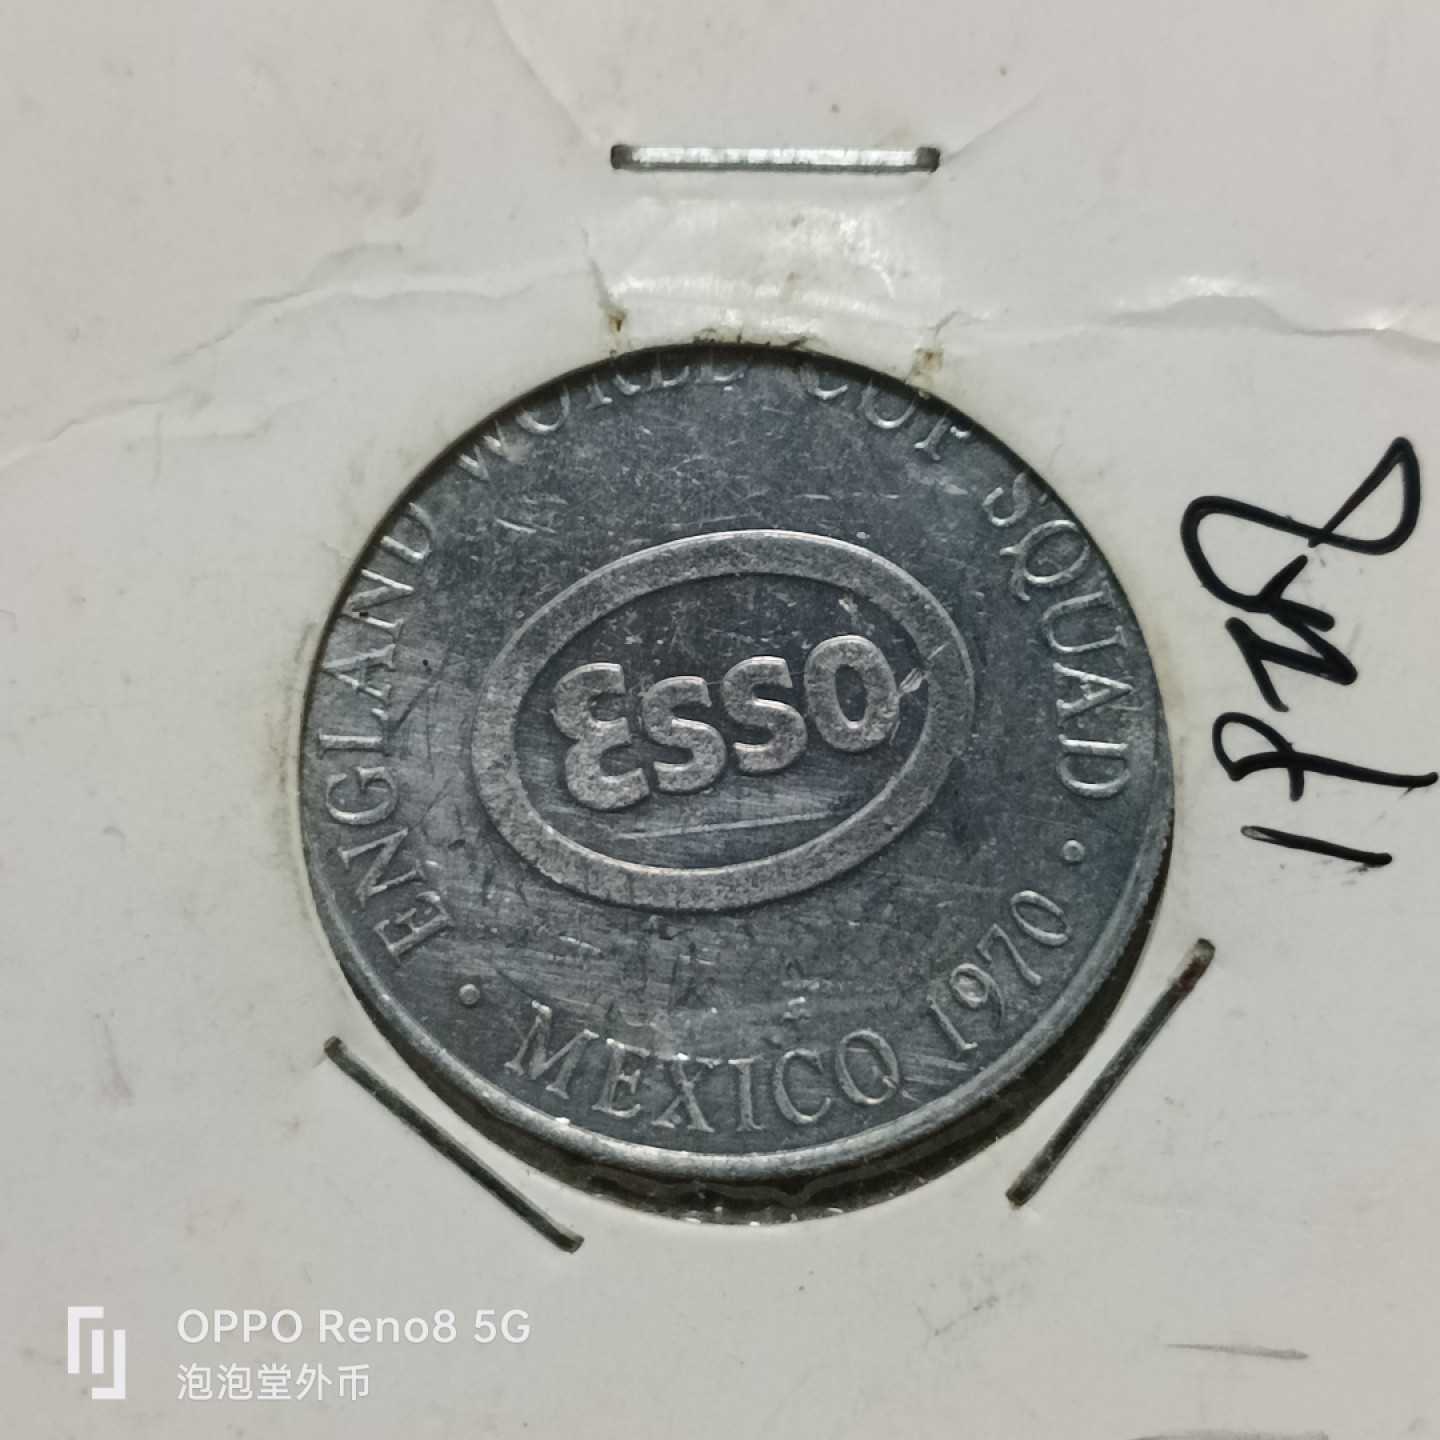 ENGLAND WORLD CUP SQUAD
Esso
· MEXICO 1970 ·
OPPO Reno8 5G
泡泡堂外币